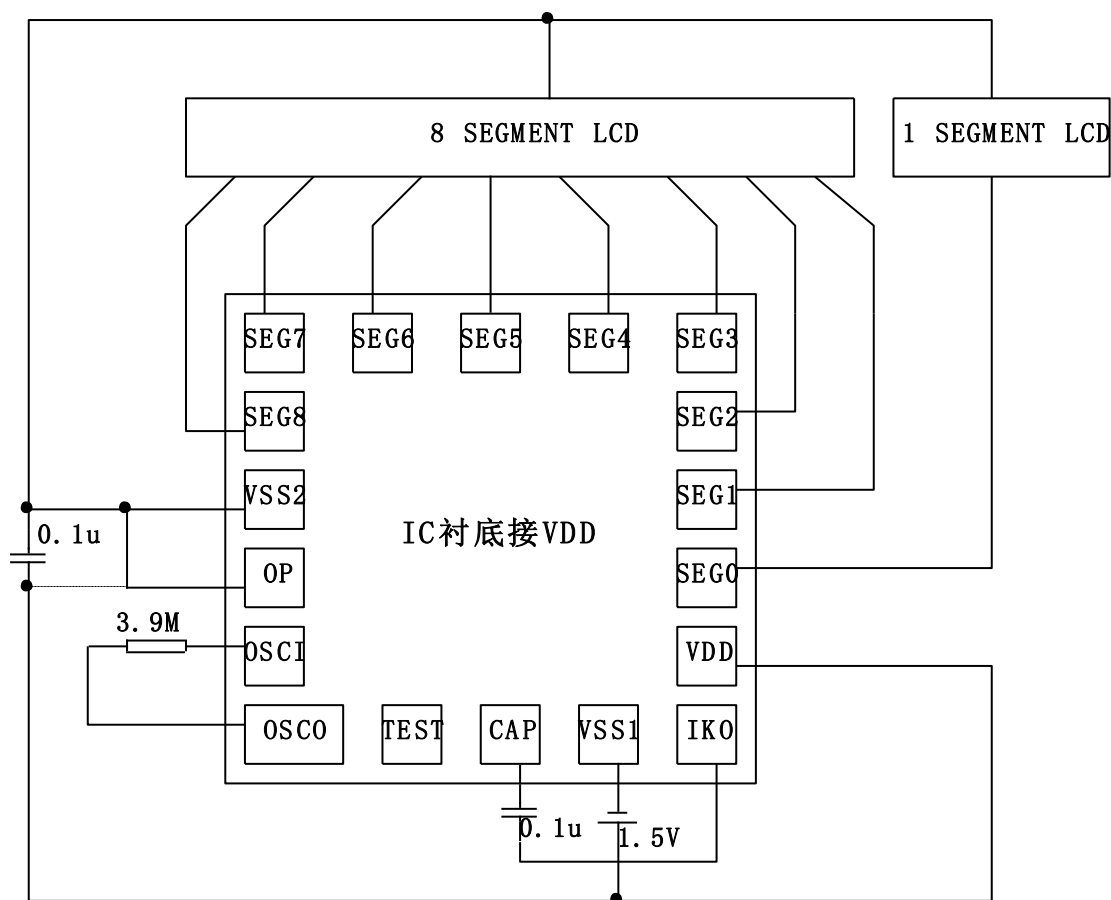 8 SEGMENT LCD
1 SEGMENT LCD
SEG7
SEG6
SEG5
SEG4
SEG3
SEG8
SEG2
VSS2
SEG1
0.1u
IC衬底接VDD
OP
SEG0
3.9M
OSCI
VDD
OSCO
TEST
CAP
VSS1
IKO
0.1u
1.5V